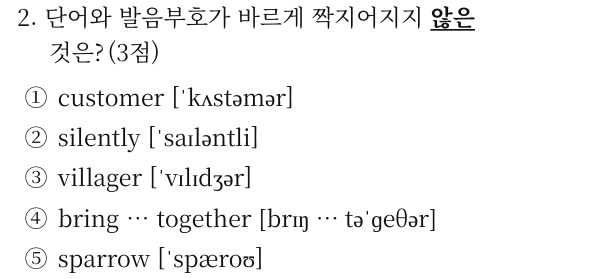 2. 단어와 발음부호가 바르게 짝지어지지 않은
것은? (3점)
① customer [ˈkʌstəmər]
② silently [ˈsaɪləntli]
③ villager [ˈvɪlɪdʒər]
④ bring … together [brɪŋ … təˈɡeθər]
⑤ sparrow [ˈspæroʊ]